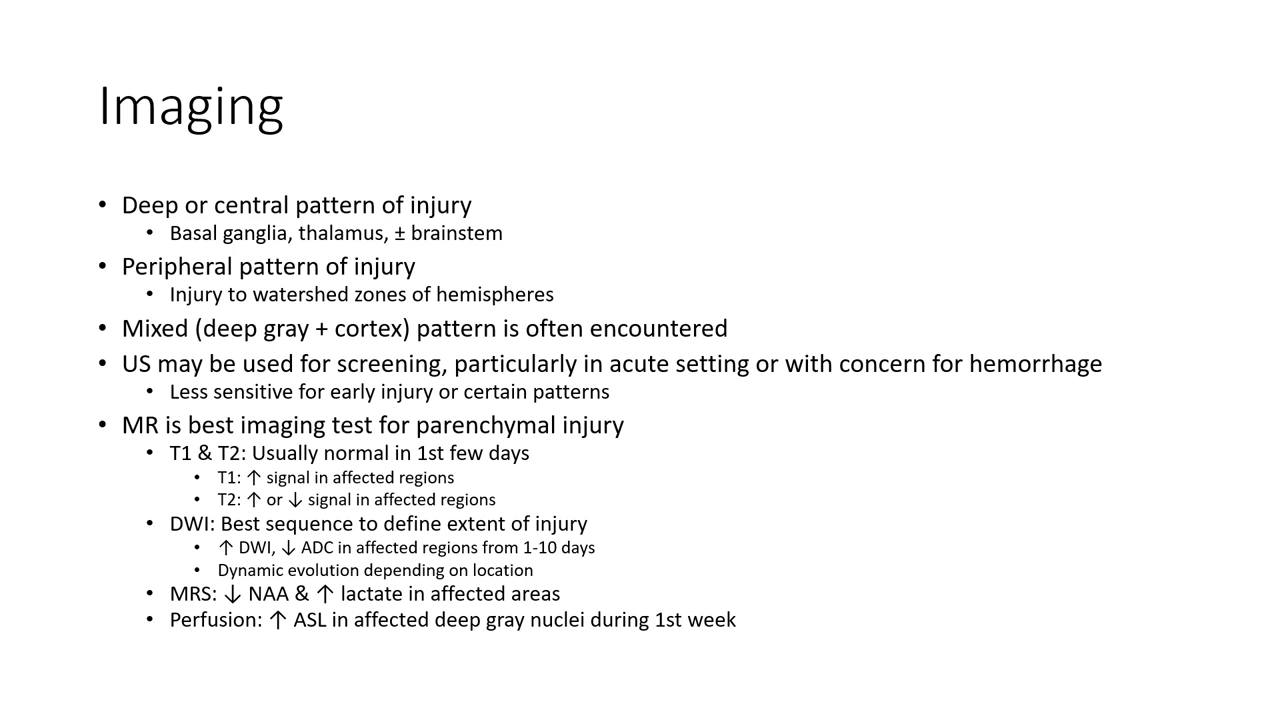 Imaging
• Deep or central pattern of injury
• Basal ganglia, thalamus, ± brainstem
• Peripheral pattern of injury
• Injury to watershed zones of hemispheres
• Mixed (deep gray + cortex) pattern is often encountered
• US may be used for screening, particularly in acute setting or with concern for hemorrhage
• Less sensitive for early injury or certain patterns
• MR is best imaging test for parenchymal injury
• T1 & T2: Usually normal in 1st few days
• T1: ↑ signal in affected regions
• T2: ↑ or ↓ signal in affected regions
• DWI: Best sequence to define extent of injury
• ↑ DWI, ↓ ADC in affected regions from 1-10 days
• Dynamic evolution depending on location
• MRS: ↓ NAA & ↑ lactate in affected areas
• Perfusion: ↑ ASL in affected deep gray nuclei during 1st week